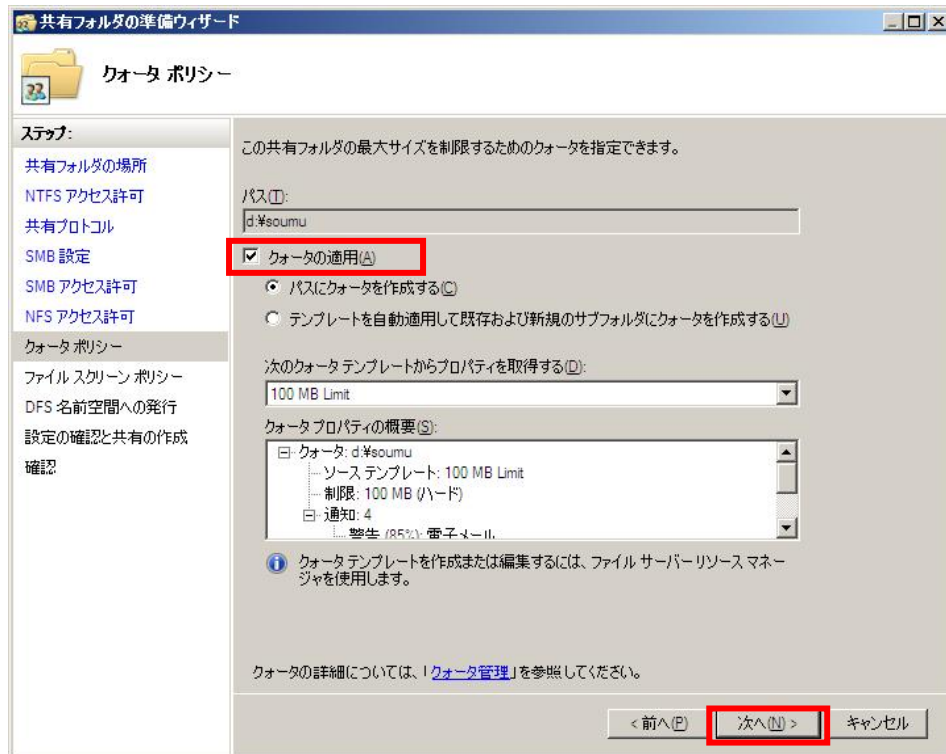 共有フォルダの準備ウィザード
クォータ ポリシー
ステップ:
共有フォルダの場所
NTFS アクセス許可
共有プロトコル
SMB 設定
SMB アクセス許可
NFS アクセス許可
クォータ ポリシー
ファイル スクリーン ポリシー
DFS 名前空間への発行
設定の確認と共有の作成
確認
この共有フォルダの最大サイズを制限するためのクォータを指定できます。
パス(T):
d:¥soumu
クォータの適用(A)
パスにクォータを作成する(C)
テンプレートを自動適用して既存および新規のサブフォルダにクォータを作成する(U)
次のクォータ テンプレートからプロパティを取得する(D):
100 MB Limit
クォータ プロパティの概要(S):
クォータ: d:¥soumu
ソース テンプレート: 100 MB Limit
制限: 100 MB (ハード)
通知: 4
警告 (85%): 電子メール
クォータ テンプレートを作成または編集するには、ファイル サーバー リソース マネー
ジャを使用します。
クォータの詳細については、「クォータ管理」を参照してください。
< 前へ(P)
次へ(N) >
キャンセル